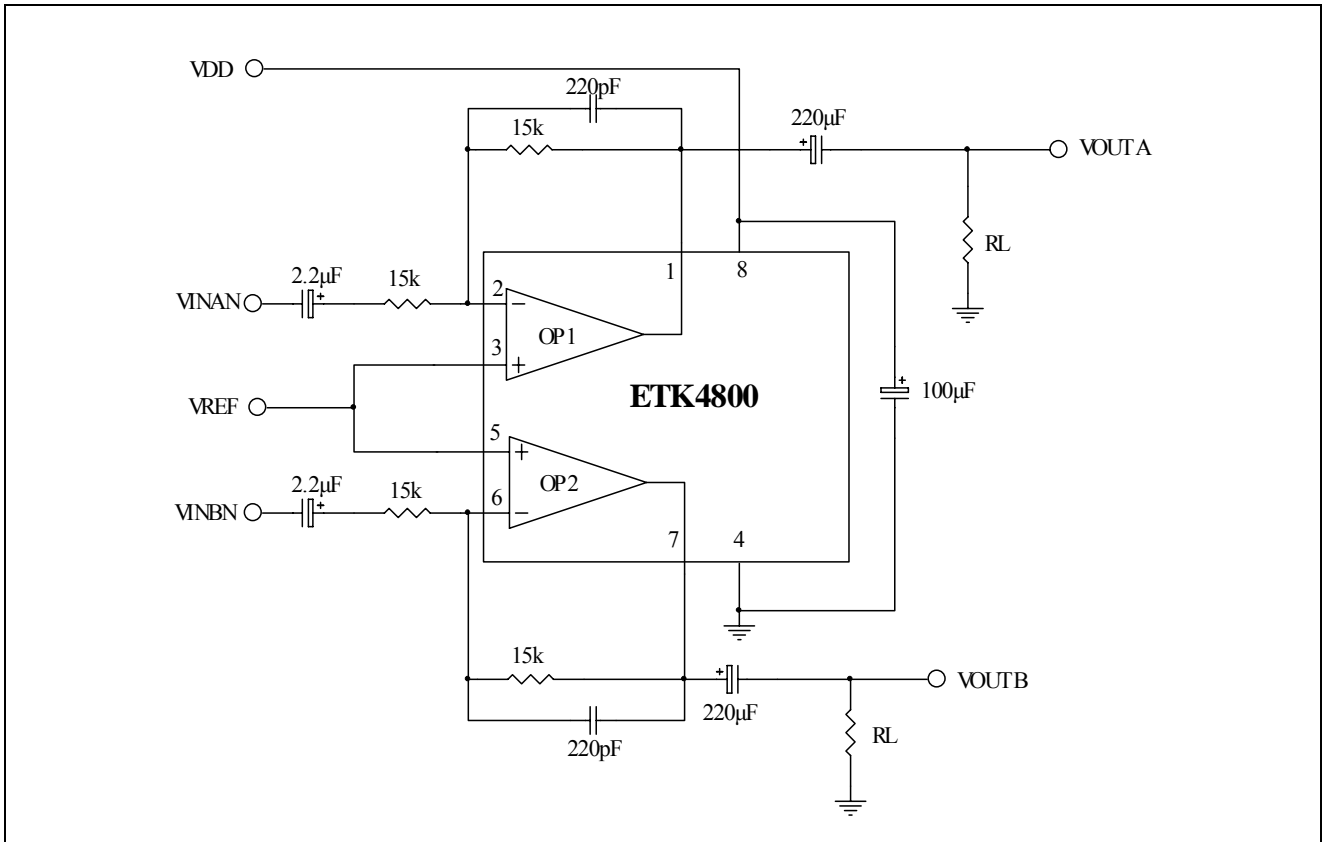 VDD
220pF
15k
220μF
VOUTA
RL
1
8
2.2μF
15k
VINAN
2
−
OP1
3
+
ETK4800
100μF
VREF
5
+
OP2
2.2μF
15k
VINBN
6
−
7
4
15k
220μF
VOUTB
220pF
RL